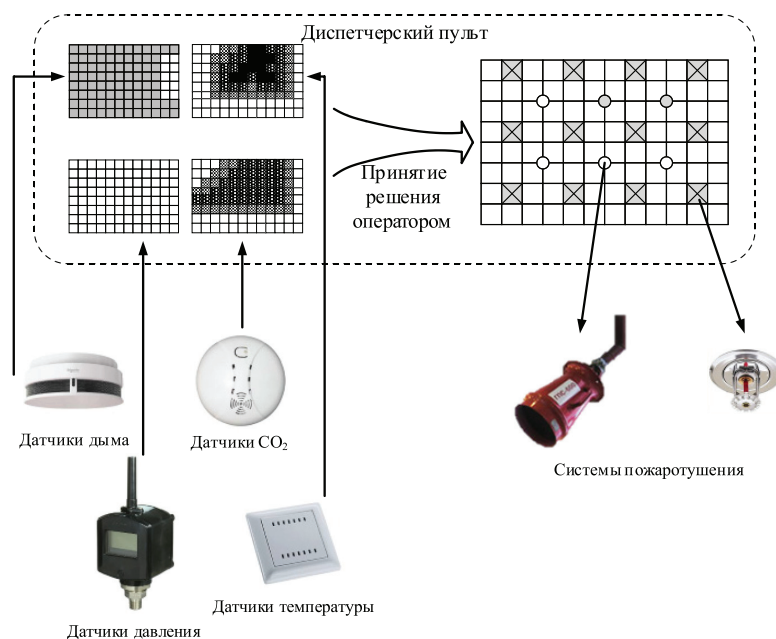 Диспетчерский пульт
Принятие
решения
оператором
Датчики дыма
Датчики CO₂
Системы пожаротушения
Датчики температуры
Датчики давления